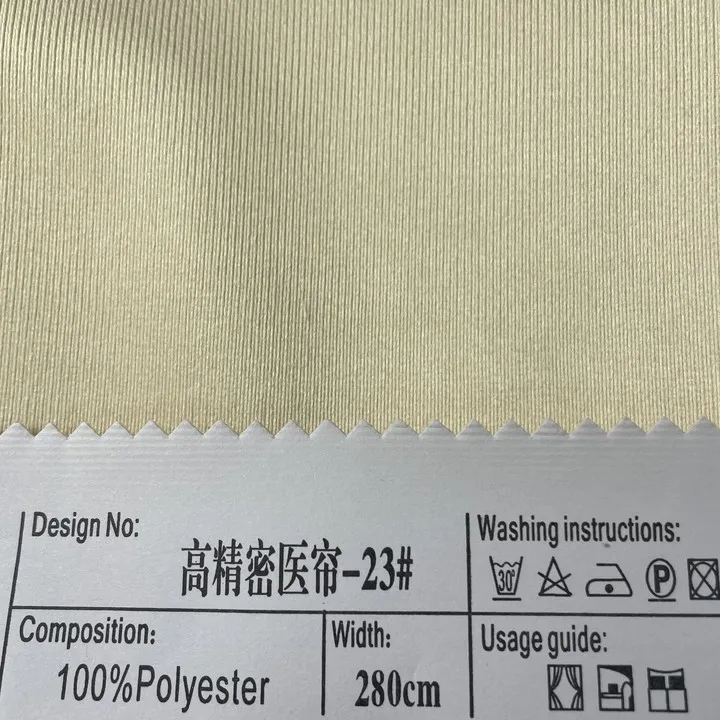 Design No:
高精密医帘-23#
Washing instructions:
30°
P
Composition:
100%Polyester
Width:
280cm
Usage guide: